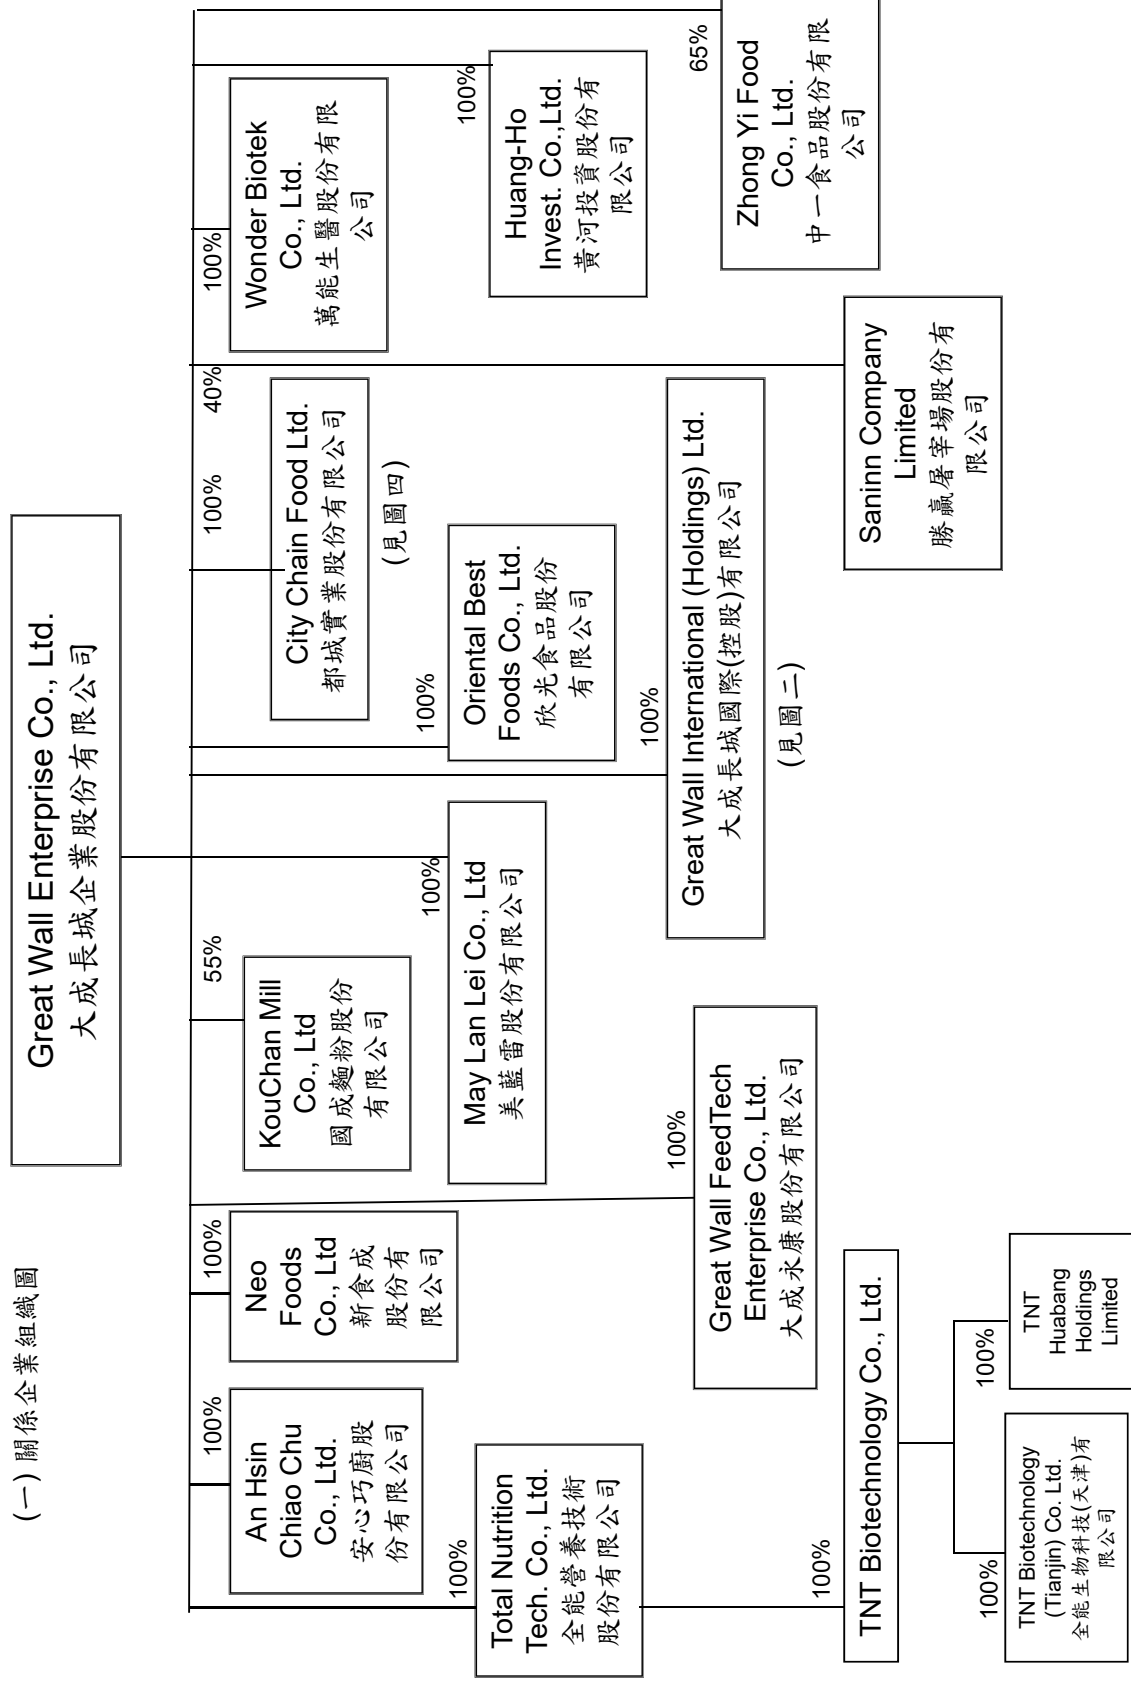 (一) 關係企業組織圖
Great Wall Enterprise Co., Ltd.
大成長城企業股份有限公司
100%
An Hsin
Chiao Chu
Co., Ltd.
安心巧廚股
份有限公司
100%
Neo
Foods
Co., Ltd
新食成
股份有
限公司
55%
KouChan Mill
Co., Ltd
國成麵粉股份
有限公司
100%
City Chain Food Ltd.
都城實業股份有限公司
(見圖四)
40%
100%
Wonder Biotek
Co., Ltd.
萬能生醫股份有限
公司
100%
Total Nutrition
Tech. Co., Ltd.
全能營養技術
股份有限公司
100%
May Lan Lei Co., Ltd
美藍雷股份有限公司
100%
Oriental Best
Foods Co., Ltd.
欣光食品股份
有限公司
100%
Huang-Ho
Invest. Co.,Ltd.
黃河投資股份有
限公司
100%
Great Wall FeedTech
Enterprise Co., Ltd.
大成永康股份有限公司
100%
Great Wall International (Holdings) Ltd.
大成長城國際(控股)有限公司
(見圖二)
65%
Zhong Yi Food
Co., Ltd.
中一食品股份有限
公司
100%
TNT Biotechnology Co., Ltd.
Saninn Company
Limited
勝贏屠宰場股份有
限公司
100%
TNT Biotechnology
(Tianjin) Co. Ltd.
全能生物科技(天津)有
限公司
100%
TNT
Huabang
Holdings
Limited